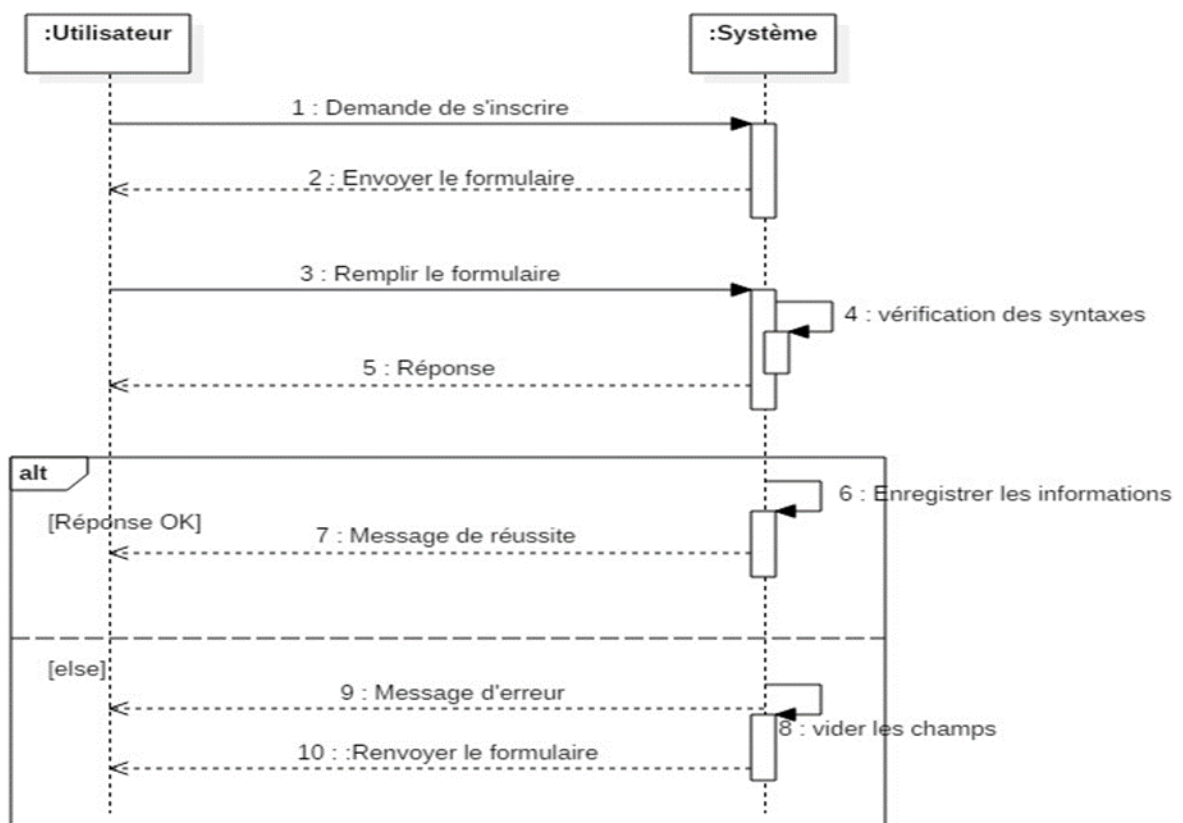 :Utilisateur
:Système
1 : Demande de s'inscrire
2 : Envoyer le formulaire
3 : Remplir le formulaire
4 : vérification des syntaxes
5 : Réponse
alt
6 : Enregistrer les informations
[Réponse OK]
7 : Message de réussite
[else]
9 : Message d'erreur
8 : vider les champs
10 : :Renvoyer le formulaire